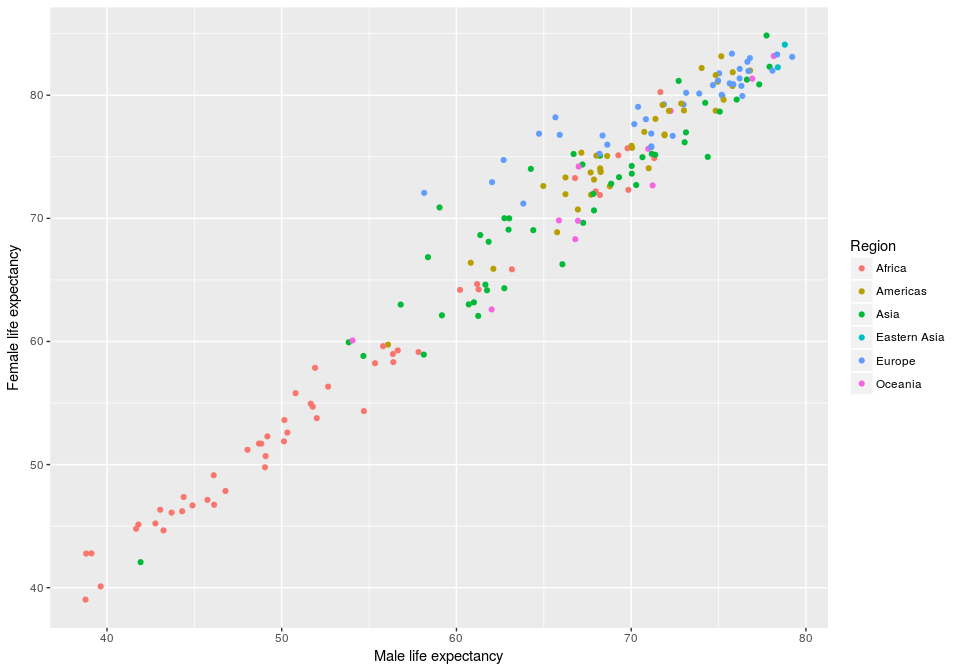 80
70
60
50
40
Female life expectancy
40 50 60 70 80
Male life expectancy
Region
Africa
Americas
Asia
Eastern Asia
Europe
Oceania